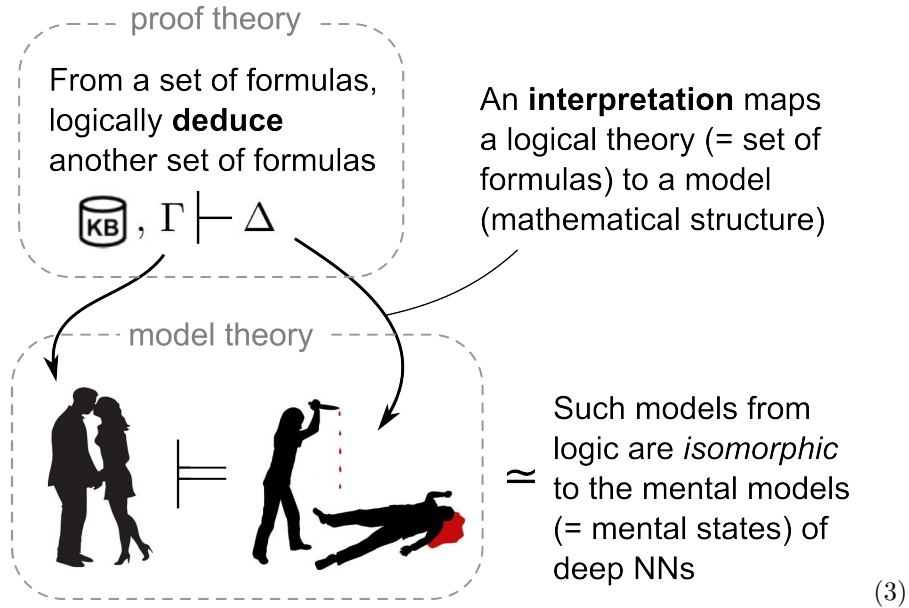 proof theory
From a set of formulas,
logically deduce
another set of formulas
KB , Γ ⊢ Δ
An interpretation maps
a logical theory (= set of
formulas) to a model
(mathematical structure)
model theory
⊨
≃
Such models from
logic are isomorphic
to the mental models
(= mental states) of
deep NNs
(3)